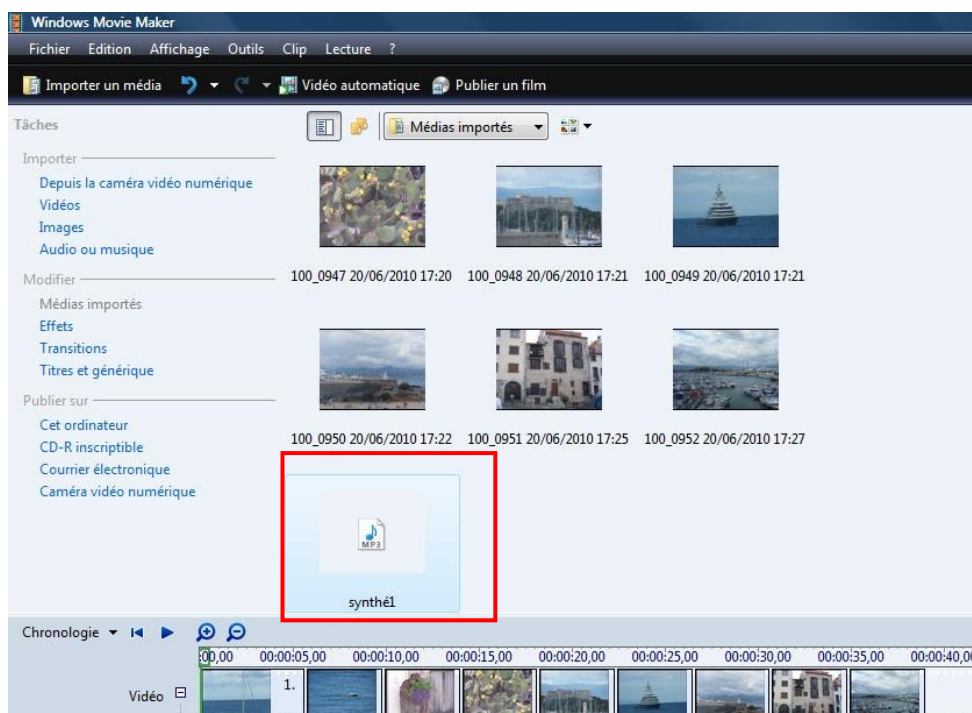 Windows Movie Maker
Fichier Edition Affichage Outils Clip Lecture ?
Importer un média Vidéo automatique Publier un film
Tâches
Médias importés
Importer
Depuis la caméra vidéo numérique
Vidéos
Images
Audio ou musique
100_0947 20/06/2010 17:20 100_0948 20/06/2010 17:21 100_0949 20/06/2010 17:21
Modifier
Médias importés
Effets
Transitions
Titres et générique
Publier sur
Cet ordinateur
CD-R inscriptible
Courrier électronique
Caméra vidéo numérique
100_0950 20/06/2010 17:22 100_0951 20/06/2010 17:25 100_0952 20/06/2010 17:27
MP3
synthé1
Chronologie
:00,00 00:00:05,00 00:00:10,00 00:00:15,00 00:00:20,00 00:00:25,00 00:00:30,00 00:00:35,00 00:00:40,0
Vidéo
1.